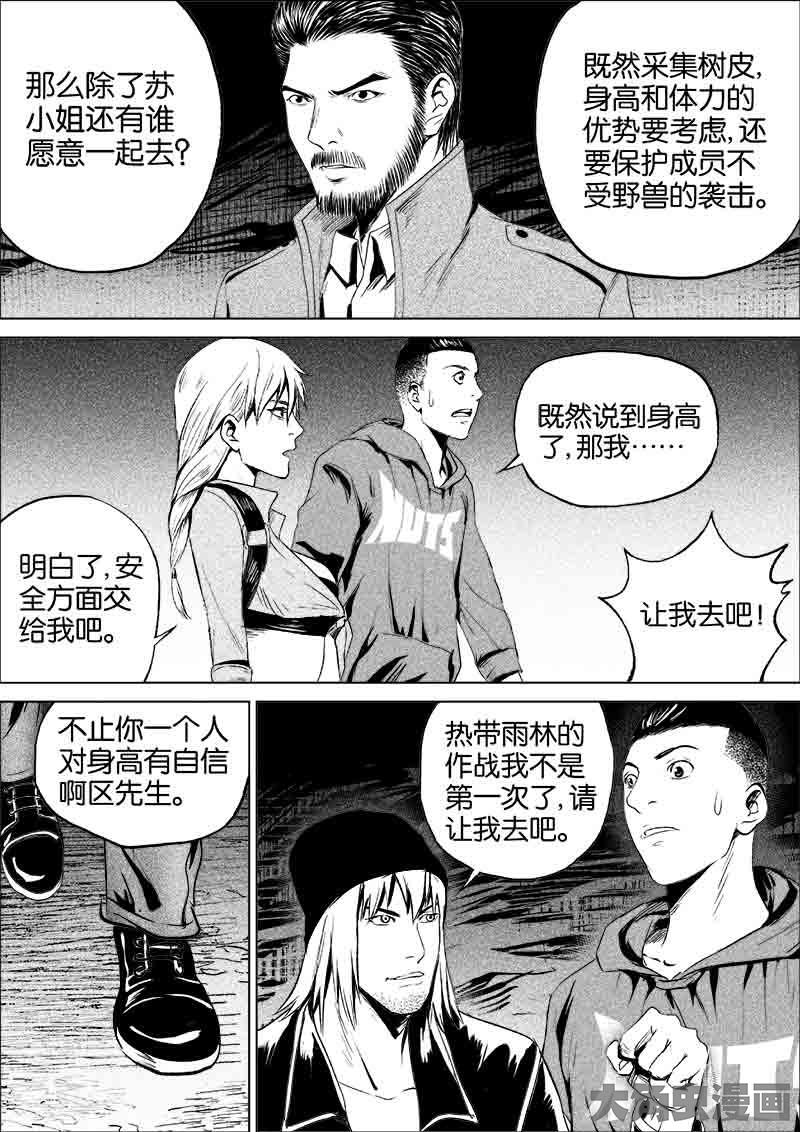 既然采集树皮,
身高和体力的
优势要考虑,还
要保护成员不
受野兽的袭击。
那么除了苏
小姐还有谁
愿意一起去?
既然说到身高
了,那我……
NUTS
让我去吧!
明白了,安
全方面交
给我吧。
不止你一个人
对身高有自信
啊区先生。
热带雨林的
作战我不是
第一次了,请
让我去吧。
大涌虫漫画